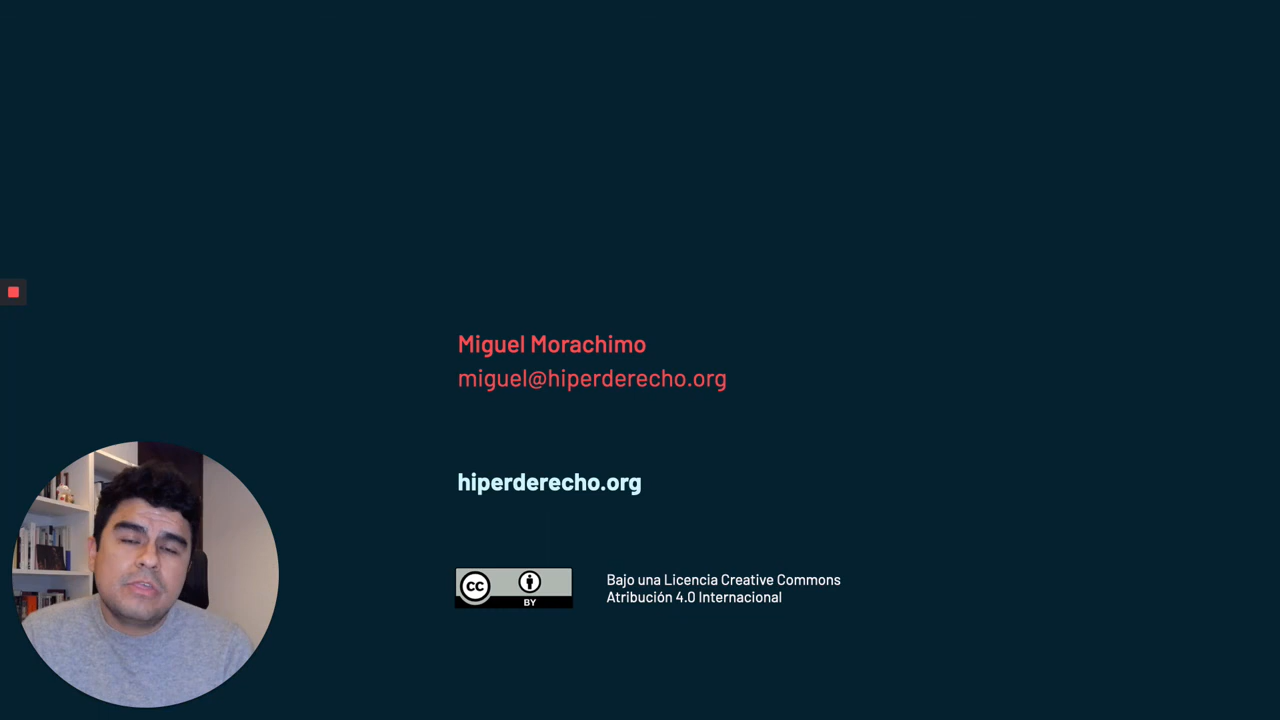 Miguel Morachimo
miguel@hiperderecho.org
hiperderecho.org
cc
BY
Bajo una Licencia Creative Commons
Atribución 4.0 Internacional